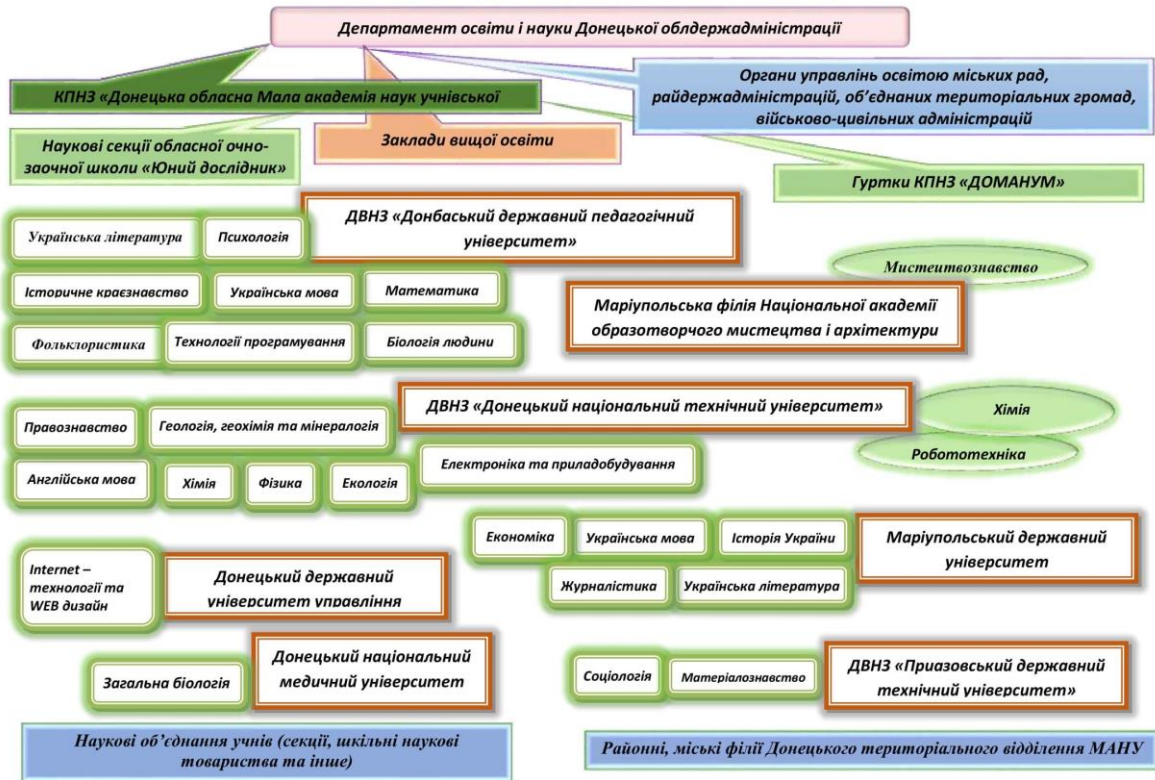 Департамент освіти і науки Донецької облдержадміністрації
КПНЗ «Донецька обласна Мала академія наук учнівської
Органи управлінь освітою міських рад,
райдержадміністрацій, об’єднаних територіальних громад,
військово-цивільних адміністрацій
Наукові секції обласної очно-
заочної школи «Юний дослідник»
Заклади вищої освіти
Гуртки КПНЗ «ДОМАНУМ»
ДВНЗ «Донбаський державний педагогічний
університет»
Українська література
Психологія
Мистецтвознавство
Історичне краєзнавство
Українська мова
Математика
Маріупольська філія Національної академії
образотворчого мистецтва і архітектури
Фольклористика
Технології програмування
Біологія людини
ДВНЗ «Донецький національний технічний університет»
Хімія
Правознавство
Геологія, геохімія та мінералогія
Робототехніка
Англійська мова
Хімія
Фізика
Екологія
Електроніка та приладобудування
Економіка
Українська мова
Історія України
Маріупольський державний
університет
Internet –
технології та
WEB дизайн
Донецький державний
університет управління
Журналістика
Українська література
Загальна біологія
Донецький національний
медичний університет
Соціологія
Матеріалознавство
ДВНЗ «Приазовський державний
технічний університет»
Наукові об’єднання учнів (секції, шкільні наукові
товариства та інше)
Районні, міські філії Донецького територіального відділення МАНУ